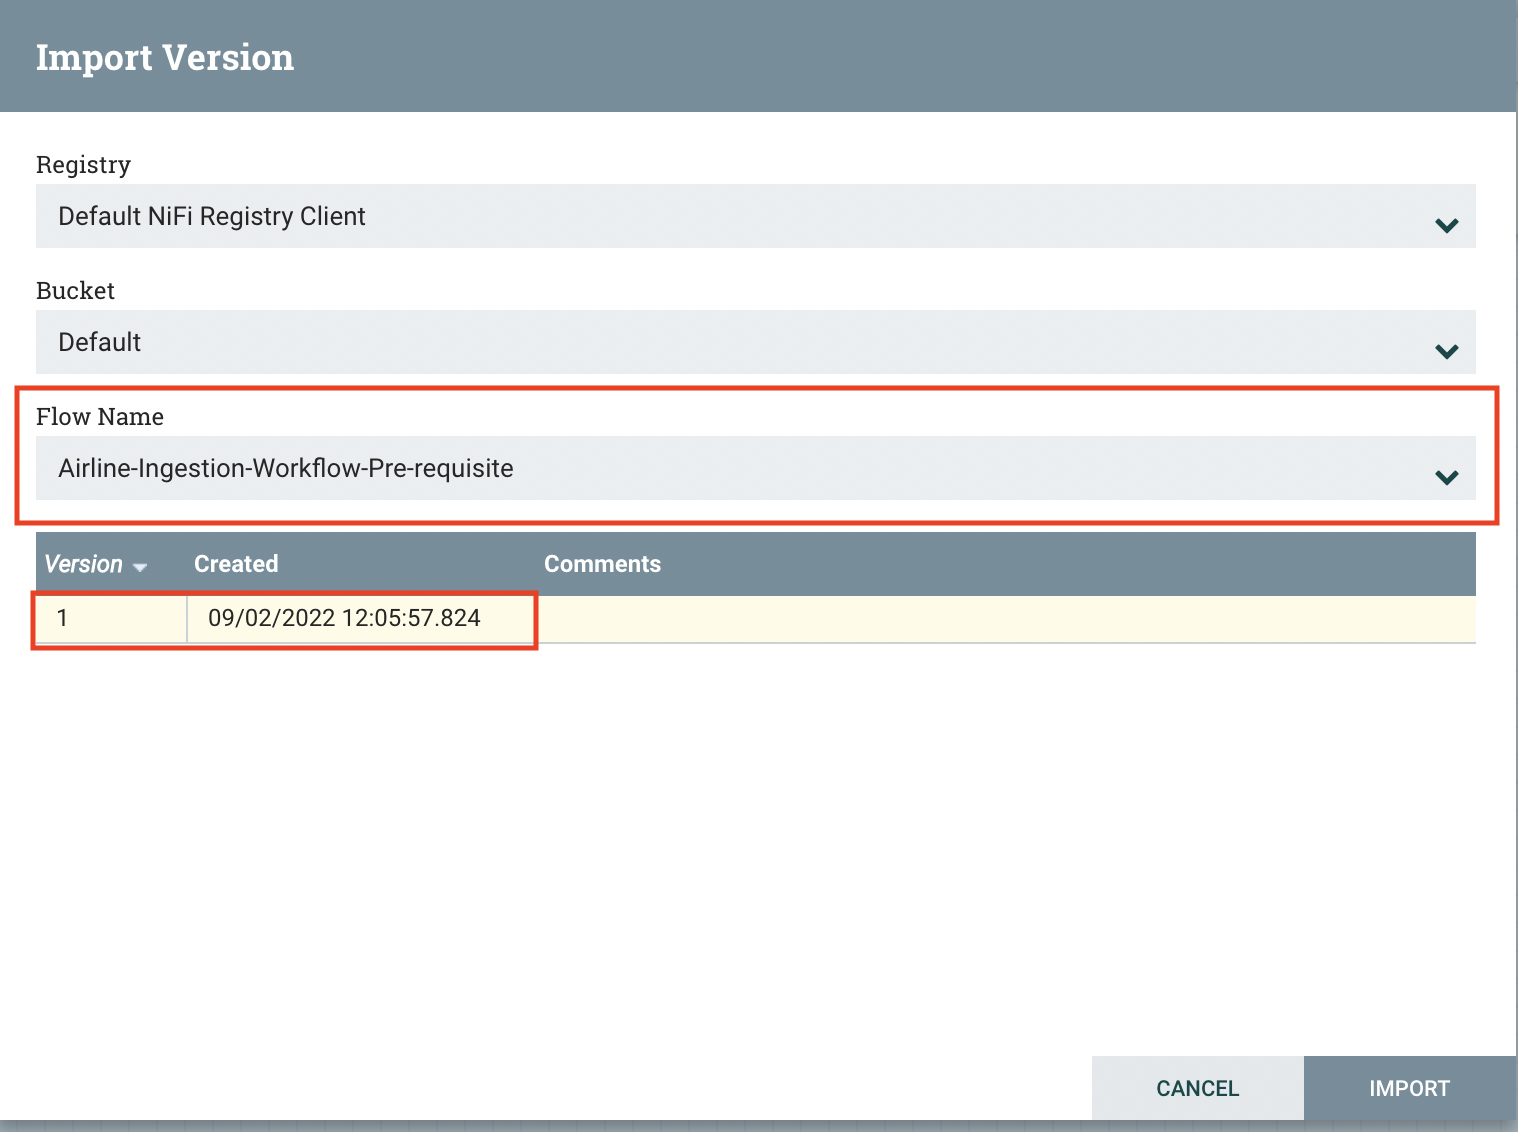 Import Version
Registry
Default NiFi Registry Client
Bucket
Default
Flow Name
Airline-Ingestion-Workflow-Pre-requisite
Version Created Comments
1 09/02/2022 12:05:57.824
CANCEL IMPORT